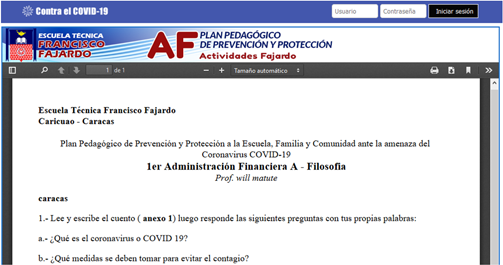 Contra el COVID-19
Usuario
Contraseña
Iniciar sesión
ESCUELA TÉCNICA
FRANCISCO
FAJARDO
AF
PLAN PEDAGÓGICO
DE PREVENCIÓN Y PROTECCIÓN
Actividades Fajardo
1 de 1
Tamaño automático
Escuela Técnica Francisco Fajardo
Caricuao - Caracas
Plan Pedagógico de Prevención y Protección a la Escuela, Familia y Comunidad ante la amenaza del
Coronavirus COVID-19
1er Administración Financiera A - Filosofia
Prof. will matute
caracas
1.- Lee y escribe el cuento ( anexo 1) luego responde las siguientes preguntas con tus propias palabras:
a.- ¿Qué es el coronavirus o COVID 19?
b.- ¿Qué medidas se deben tomar para evitar el contagio?